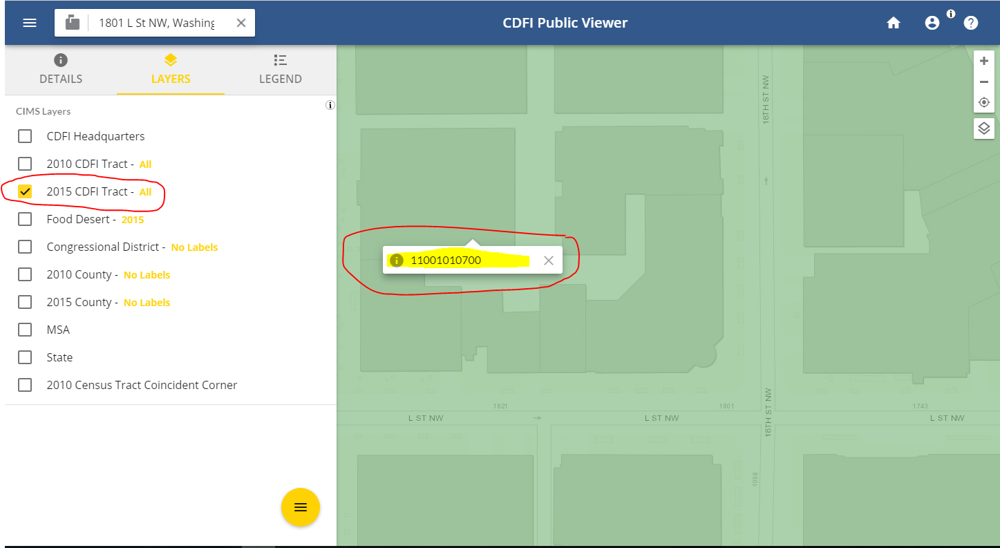 1801 L St NW, Washing
CDFI Public Viewer
DETAILS
LAYERS
LEGEND
CIMS Layers
CDFI Headquarters
2010 CDFI Tract - All
2015 CDFI Tract - All
Food Desert - 2015
Congressional District - No Labels
2010 County - No Labels
2015 County - No Labels
MSA
State
2010 Census Tract Coincident Corner
18TH ST NW
11001010700
1821
1801
1743
L ST NW
L ST NW
18TH ST NW
L ST NW
1098